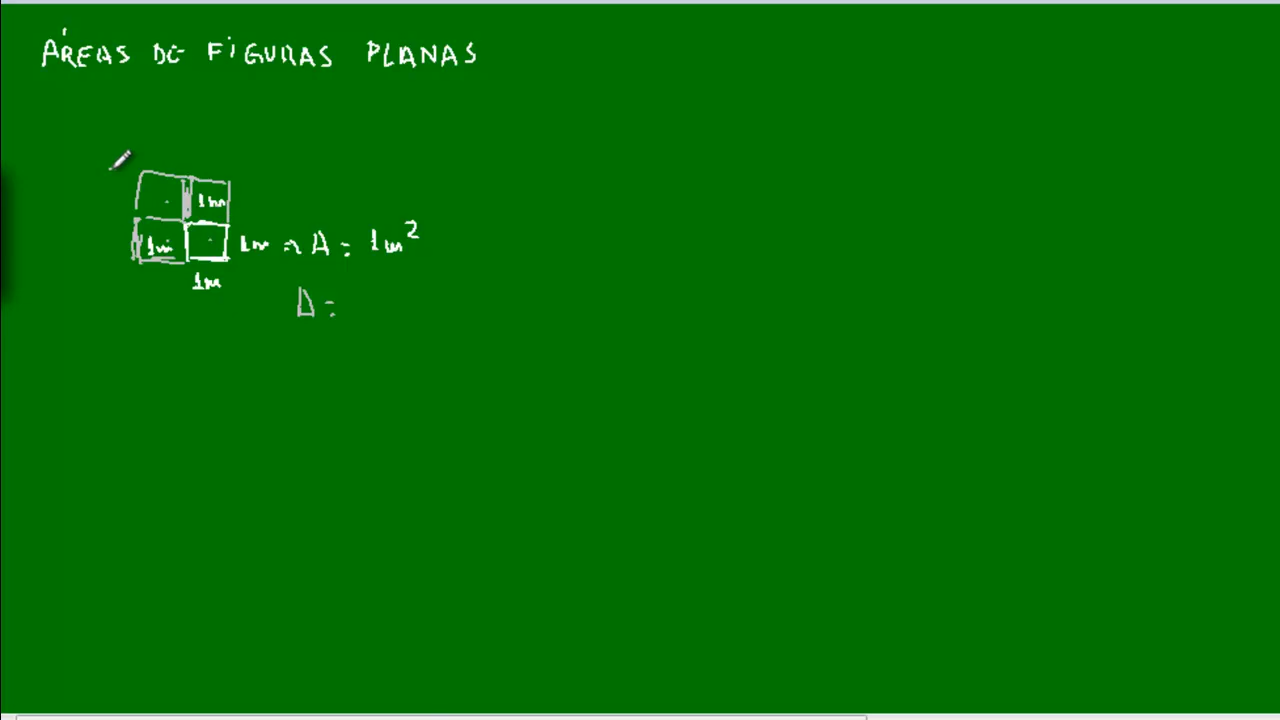 ÁREAS DE FIGURAS PLANAS
1m
1m 1m A = 1m²
1m
A =